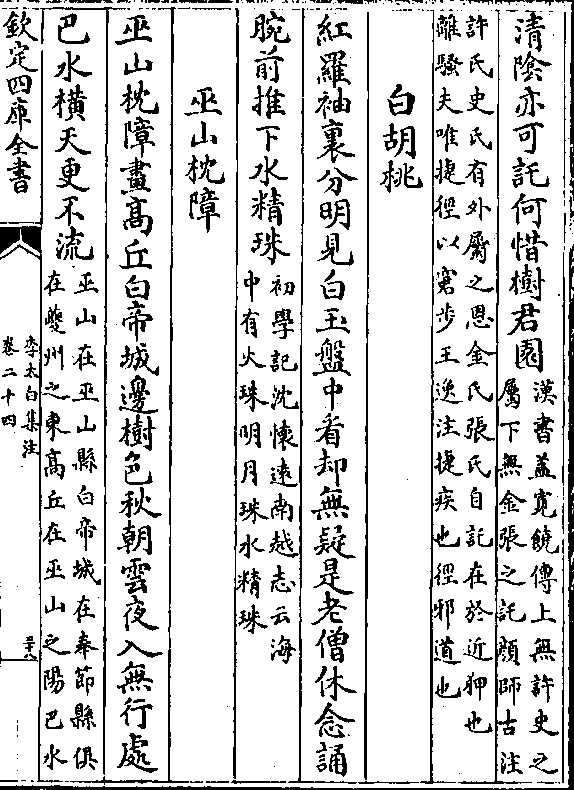 清陰亦可託何惜樹君園漢書蓋寛饒傳上無許史之屬下無金張之託顔師古注
許氏史氏有外屬之恩金氏張氏自託在於近狎也離騷夫唯捷徑以窘步王逸注捷疾也徑邪道也
白胡桃
紅羅袖裏分明見白玉盤中看却無疑是老僧休念誦
腕前推下水精珠初學記沈懷遠南越志云海中有火珠明月珠水精珠
巫山枕障
巫山枕障畫髙丘白帝城邊樹色秋朝雲夜入無行處
巴水横天更不流巫山在巫山縣白帝城在奉節縣俱在夔州之東髙丘在巫山之陽巴水
欽定四庫全書
李太白集注
卷二十四